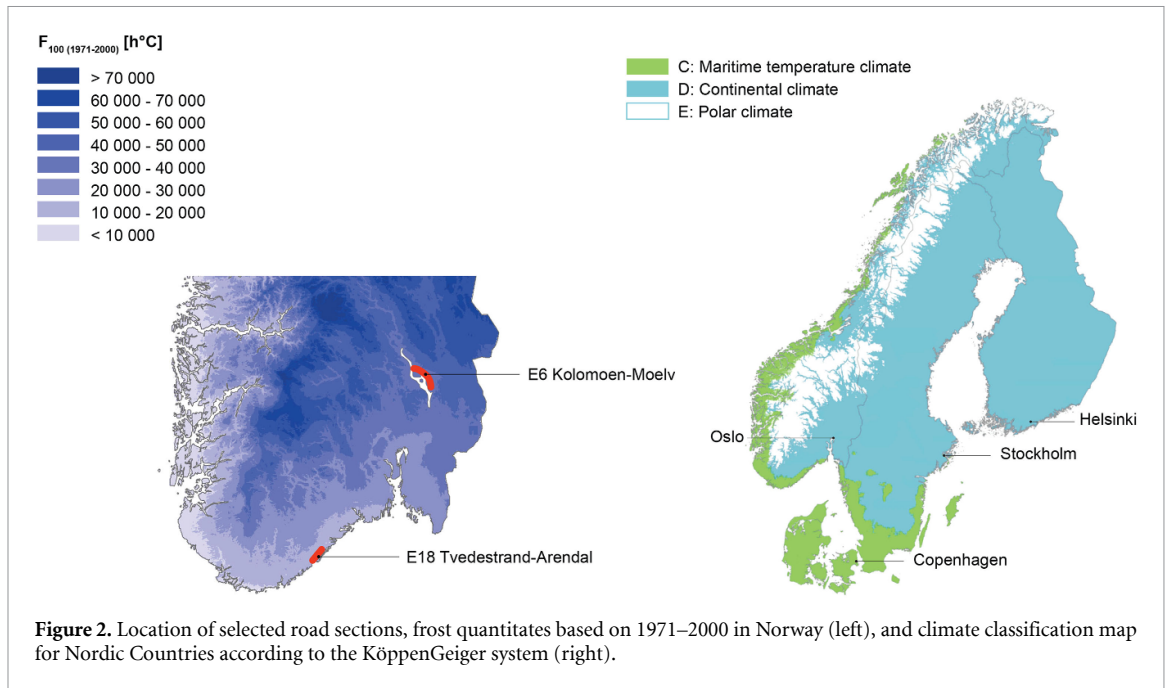 F100 (1971-2000) [h°C]
> 70 000
60 000 - 70 000
50 000 - 60 000
40 000 - 50 000
30 000 - 40 000
20 000 - 30 000
10 000 - 20 000
< 10 000
E6 Kolomoen-Moelv
E18 Tvedestrand-Arendal
C: Maritime temperature climate
D: Continental climate
E: Polar climate
Oslo
Helsinki
Stockholm
Copenhagen
Figure 2. Location of selected road sections, frost quantitates based on 1971–2000 in Norway (left), and climate classification map
for Nordic Countries according to the KöppenGeiger system (right).